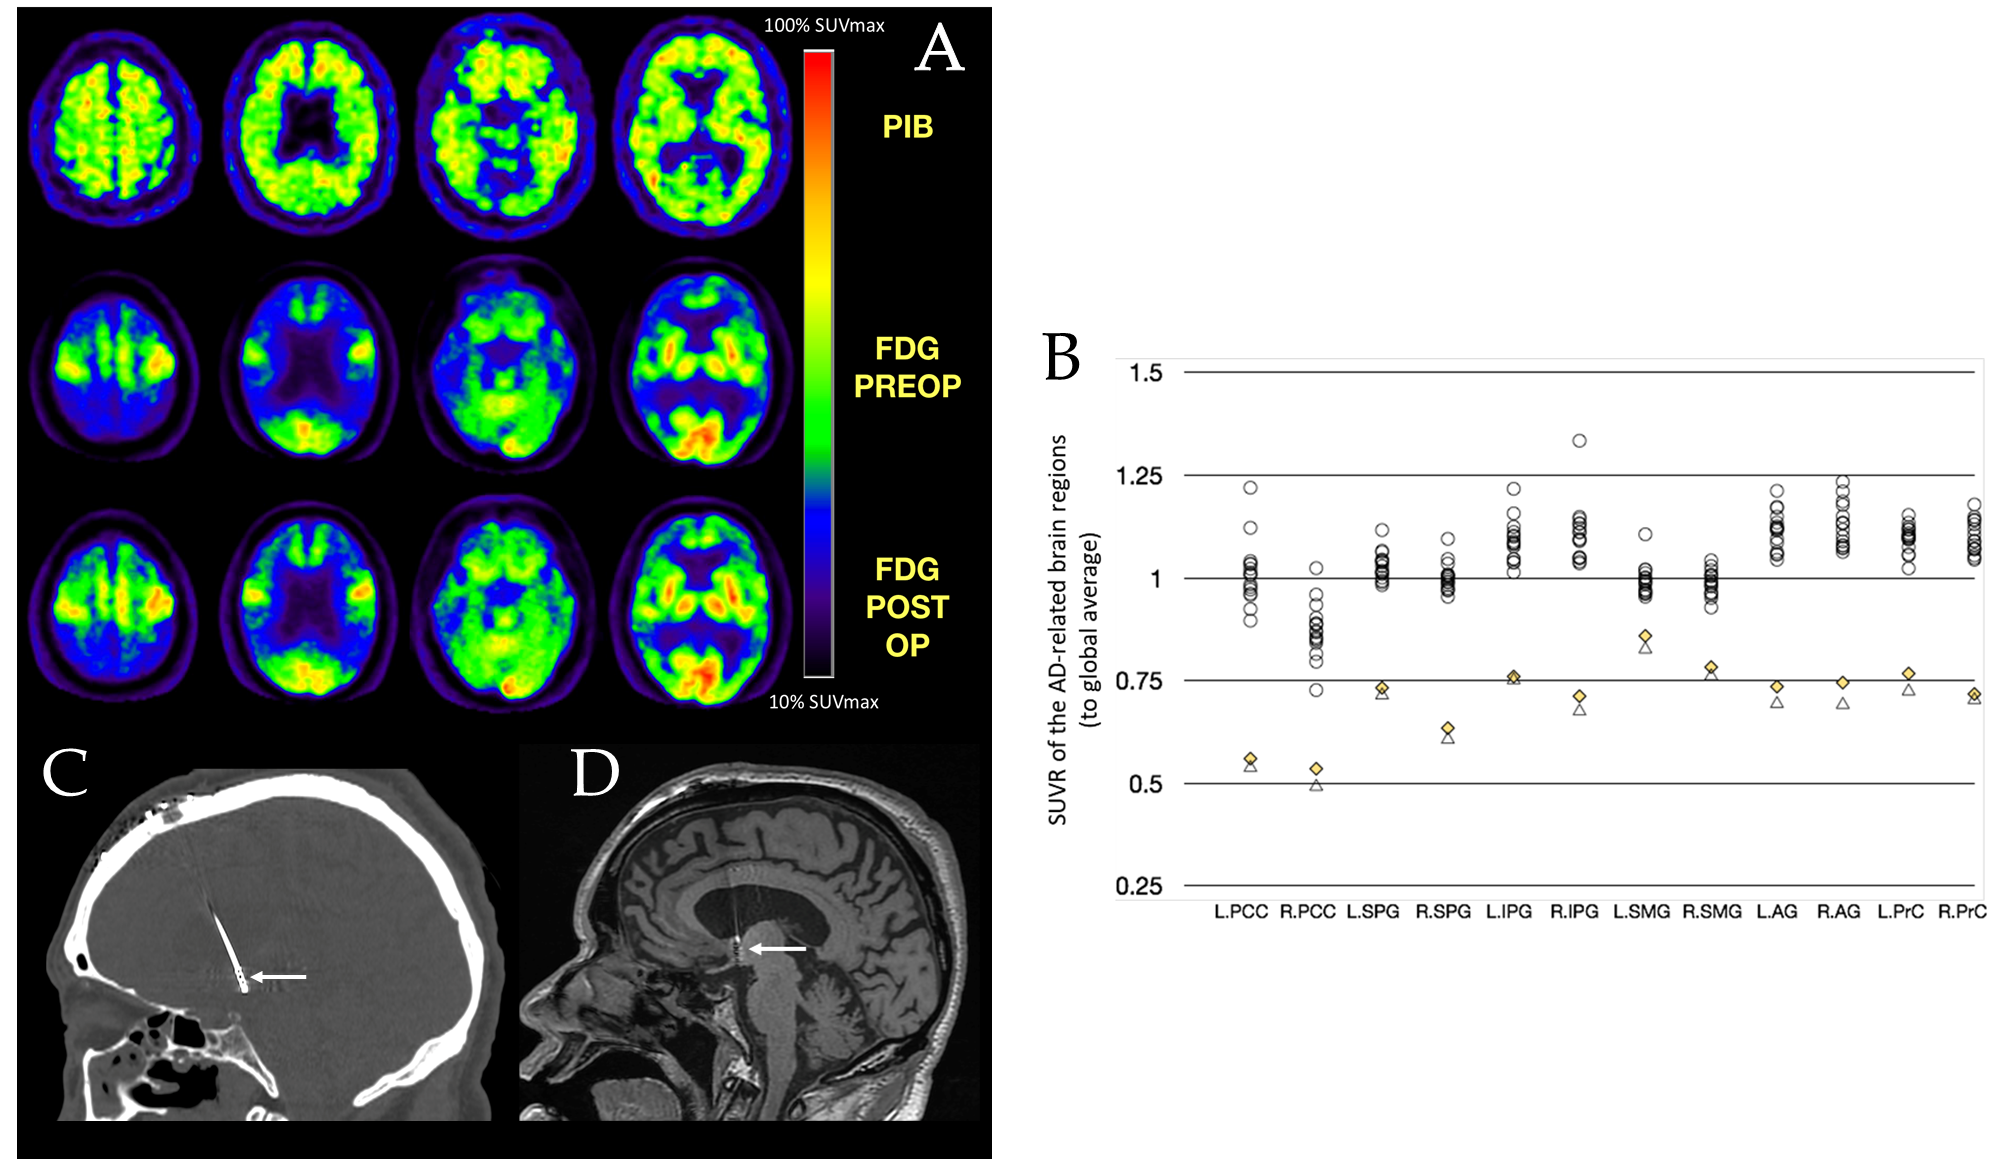 100% SUVmax
A
PIB
FDG
PREOP
FDG
POST
OP
10% SUVmax
B
SUVR of the AD-related brain regions
(to global average)
1.5
1.25
1
0.75
0.5
0.25
L.PCC R.PCC L.SPG R.SPG L.IPG R.IPG L.SMG R.SMG L.AG R.AG L.PrC R.PrC
C
D